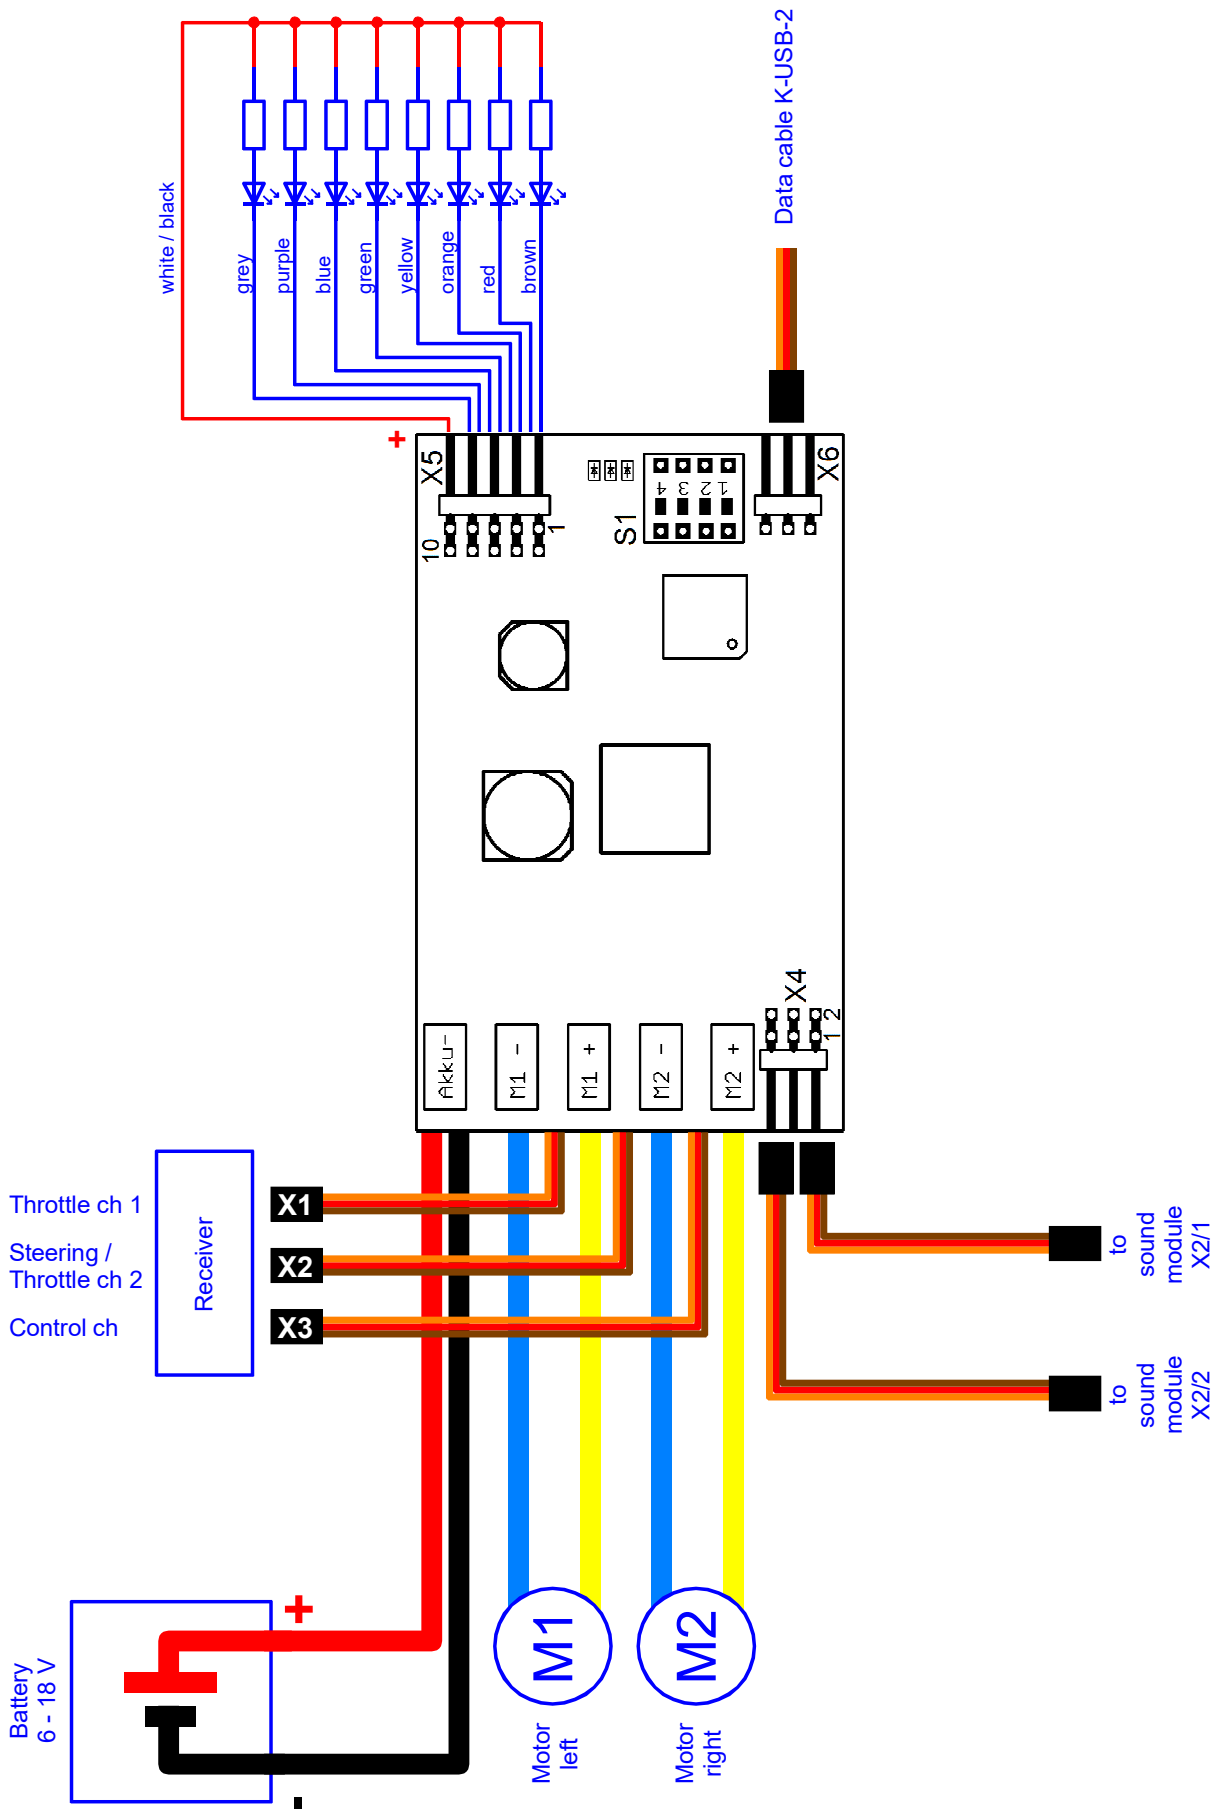 Data cable K-USB-2
white / black
grey
purple
blue
green
yellow
orange
red
brown
+
X5
10
1
S1
4 3 2 1
X6
X4
1 2
Akku-
M1 -
M1 +
M2 -
M2 +
Throttle ch 1
Steering /
Throttle ch 2
Control ch
Receiver
X1
X2
X3
to
sound
module
X2/1
to
sound
module
X2/2
Battery
6 - 18 V
+
-
M1
M2
Motor
left
Motor
right